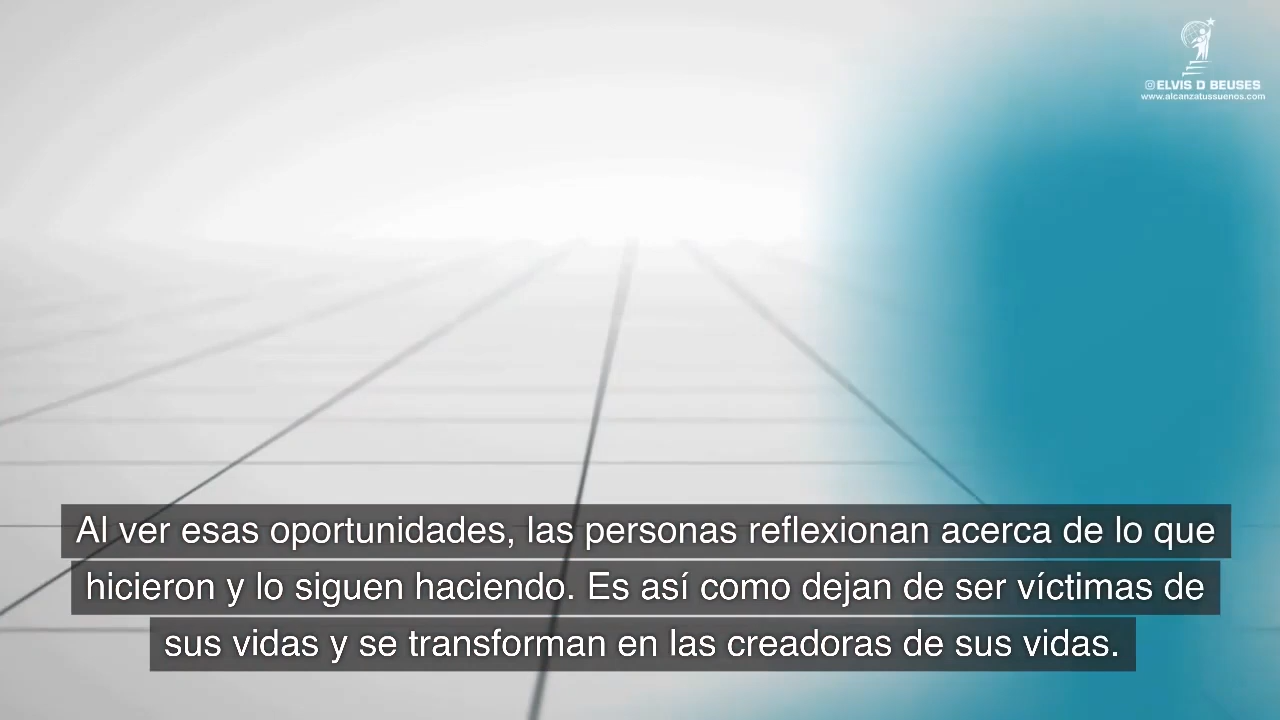 ELVIS D BEUSES
www.alcanzatussuenos.com
Al ver esas oportunidades, las personas reflexionan acerca de lo que
hicieron y lo siguen haciendo. Es así como dejan de ser víctimas de
sus vidas y se transforman en las creadoras de sus vidas.